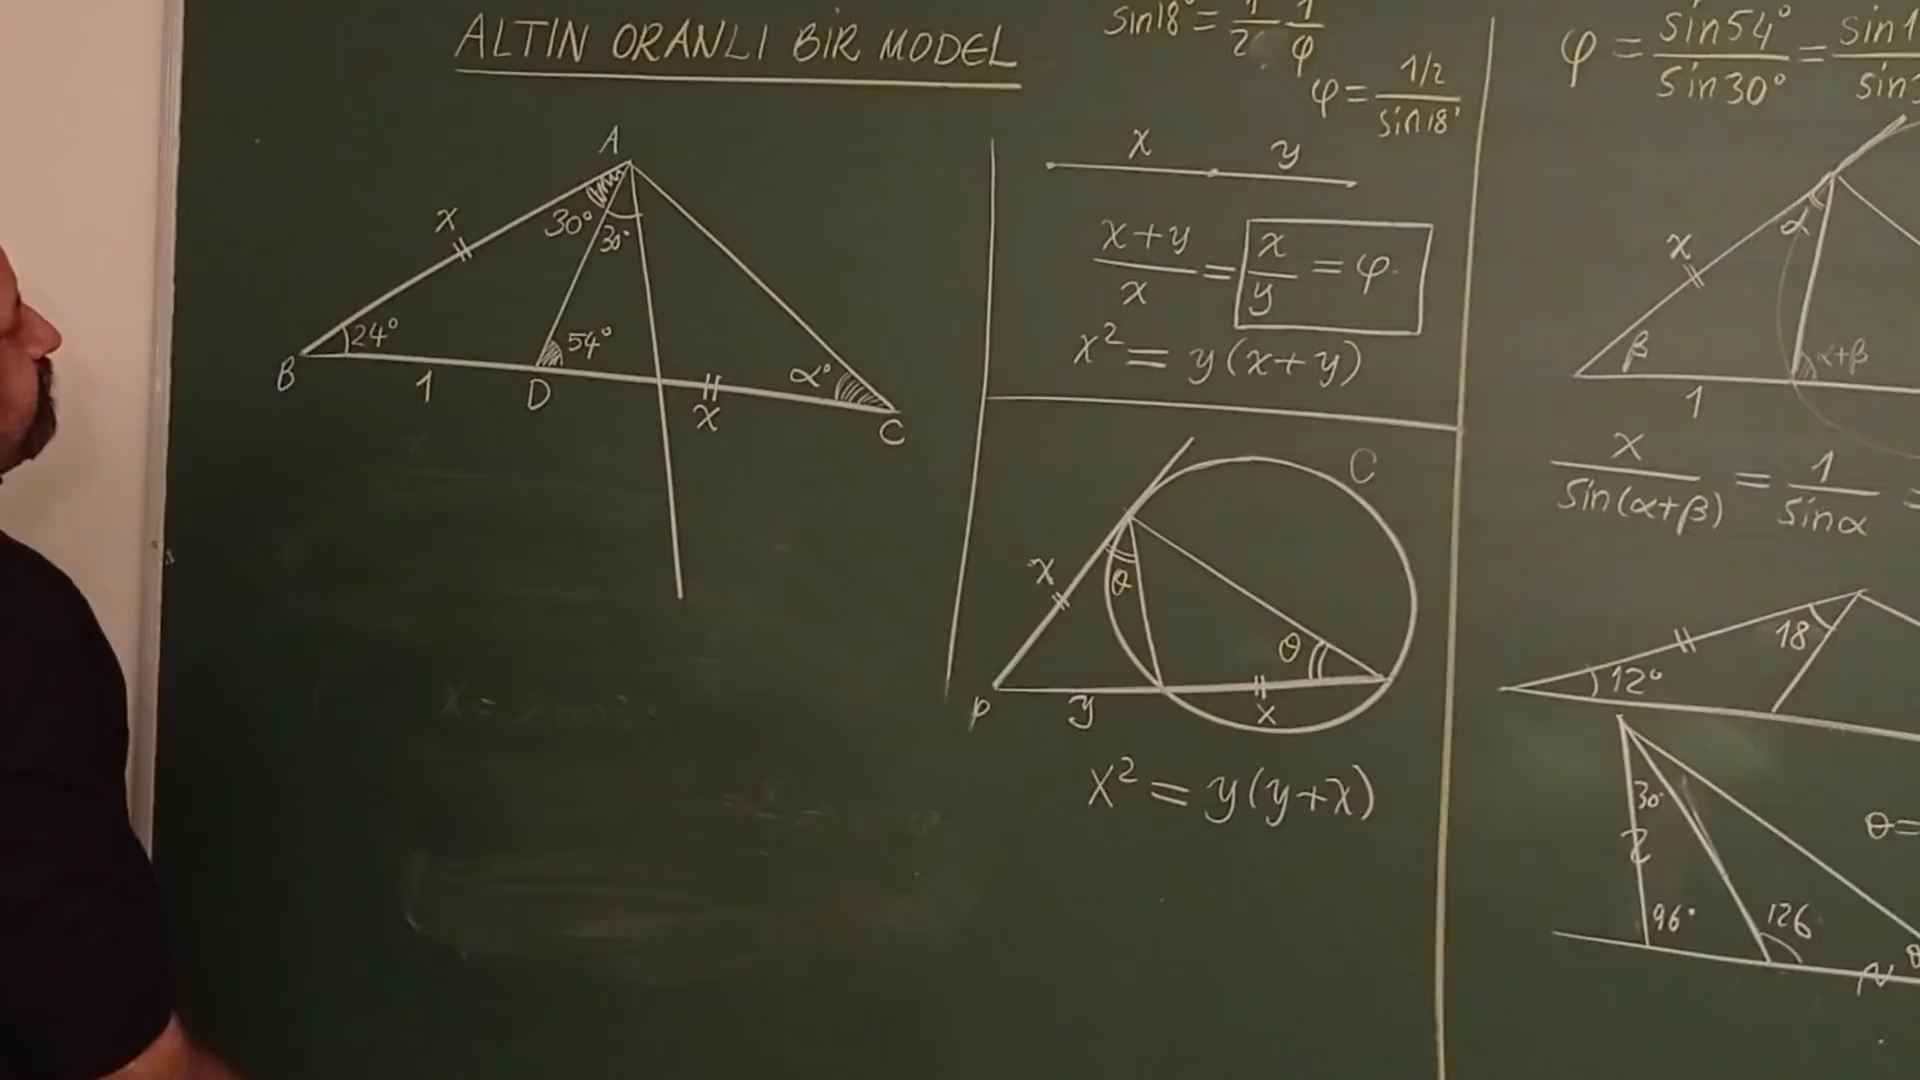 ALTIN ORANLI BİR MODEL
A
x
30°
30°
24°
54°
α°
B
1
D
x
C
sin18° = 1/2 · 1/φ
φ = 1/2 / sin18°
x y
x+y / x = x/y = φ
x² = y(x+y)
C
x
θ
θ
P
y
x
x² = y(y+x)
φ = sin54° / sin30° =
α
x
β
α+β
1
x / sin(α+β) = 1 / sinα =
18
12°
30°
96°
126
θ=
θ